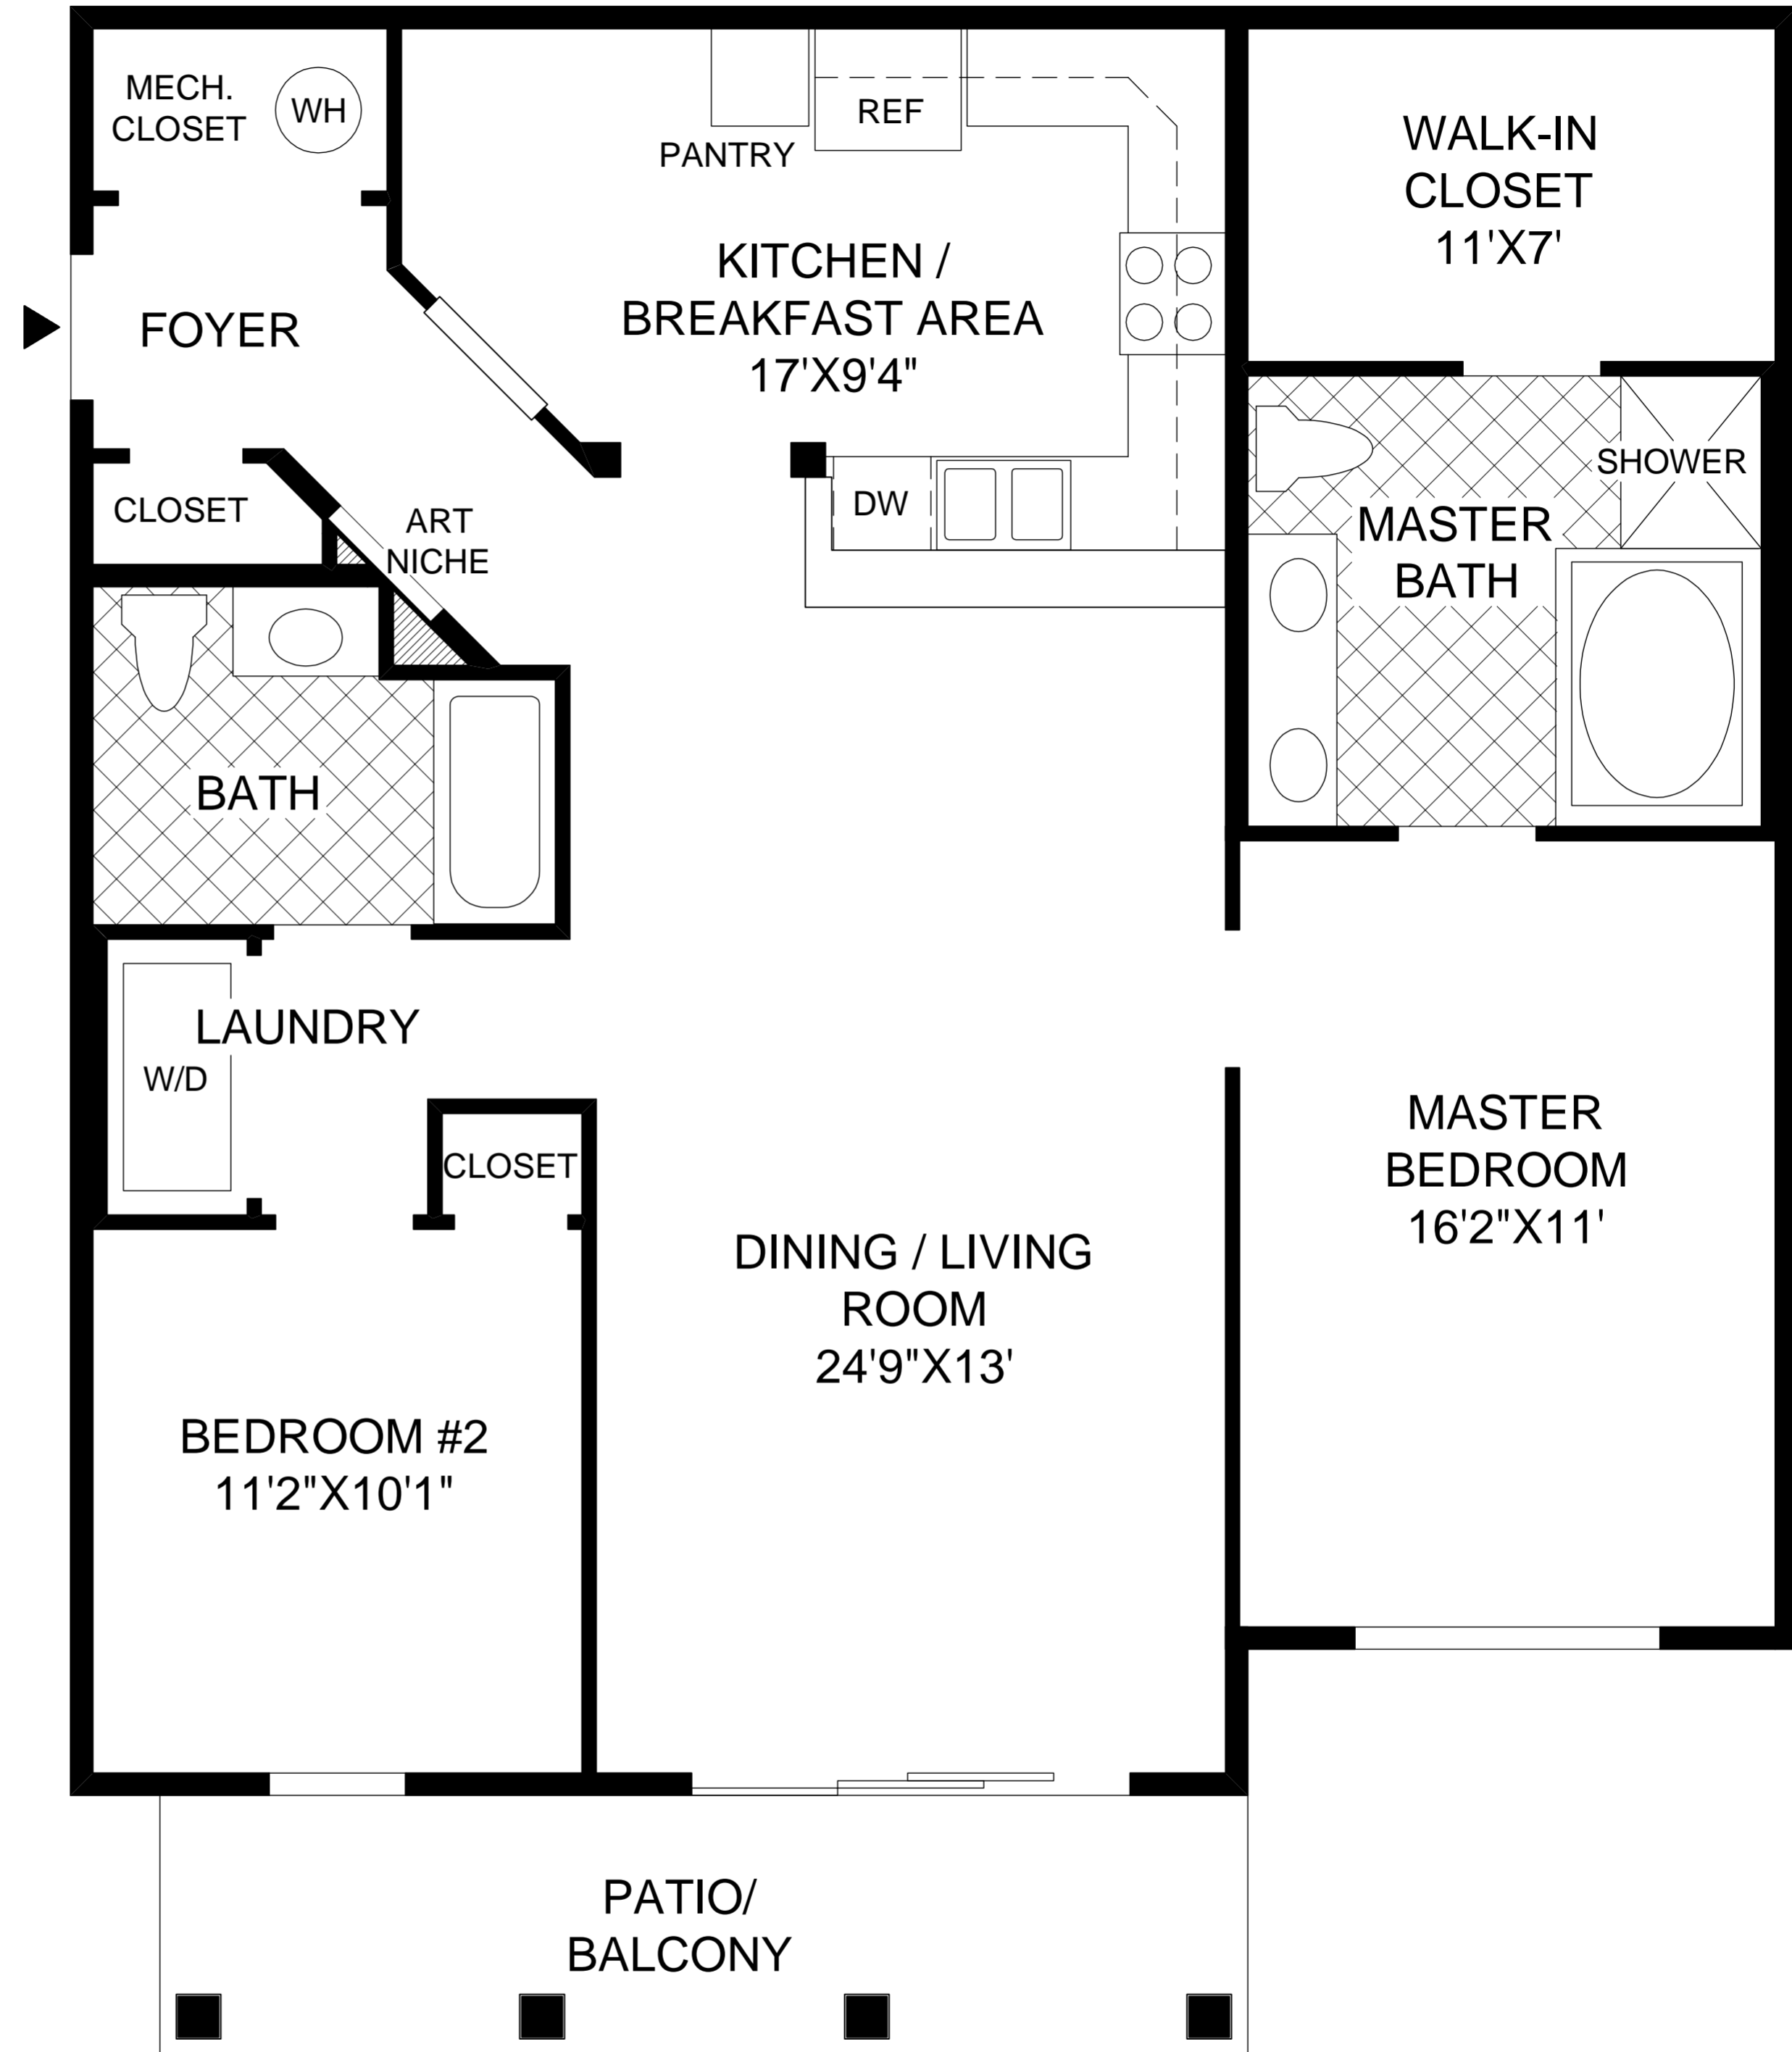 MECH.
CLOSET
WH
REF
PANTRY
WALK-IN
CLOSET
11'X7'
KITCHEN /
BREAKFAST AREA
17'X9'4"
FOYER
CLOSET
ART
NICHE
DW
SHOWER
MASTER
BATH
BATH
LAUNDRY
W/D
CLOSET
MASTER
BEDROOM
16'2"X11'
DINING / LIVING
ROOM
24'9"X13'
BEDROOM #2
11'2"X10'1"
PATIO/
BALCONY